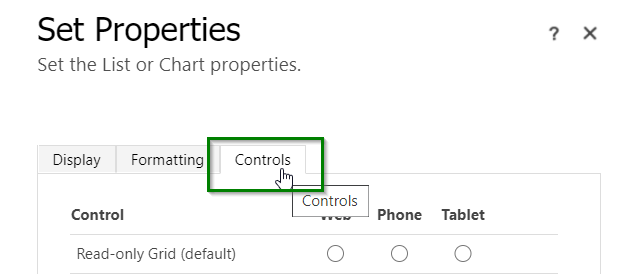 Set Properties
? ×
Set the List or Chart properties.
Display Formatting Controls
Controls
Control Web Phone Tablet
Read-only Grid (default)